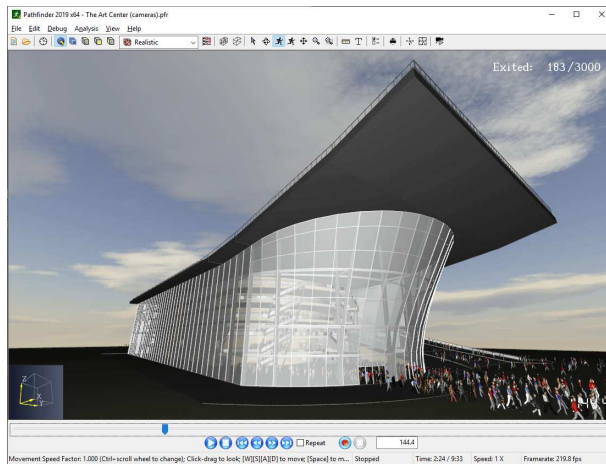 Pathfinder 2019 x64 - The Art Center (cameras).pfr
File Edit Debug Analysis View Help
Realistic
Exited: 183/3000
Z
X
Y
Repeat
144.4
Movement Speed Factor: 1.000 (Ctrl+scroll wheel to change); Click-drag to look; [W][S][A][D] to move; [Space] to m... Stopped Time: 2:24 / 9:33 Speed: 1 X Framerate: 219.8 fps